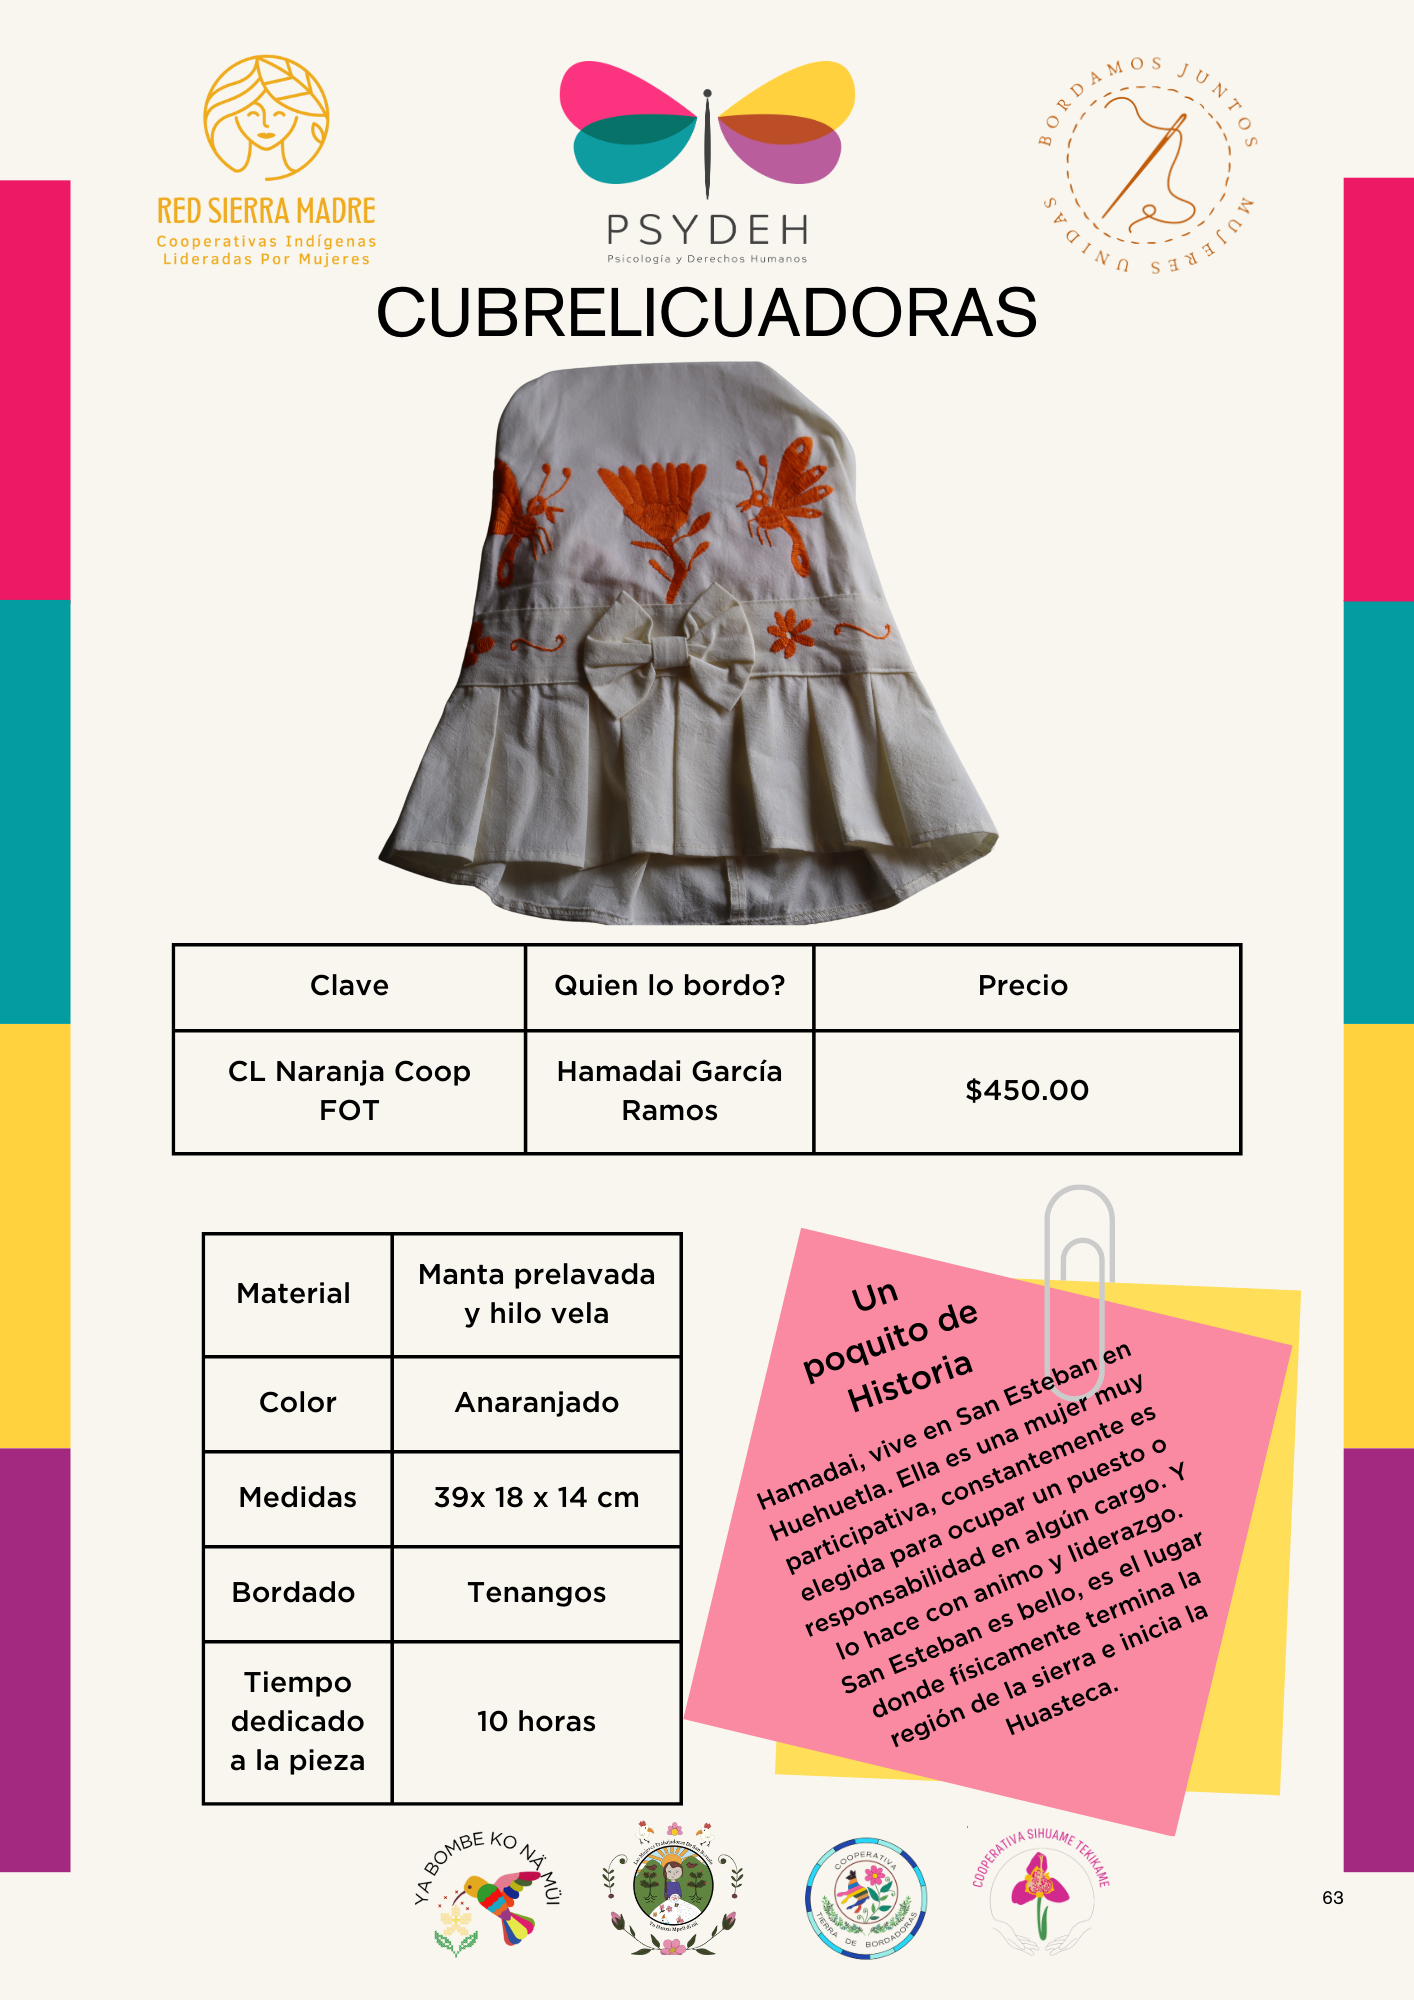 RED SIERRA MADRE
Cooperativas Indígenas
Lideradas Por Mujeres
PSYDEH
Psicología y Derechos Humanos
BORDAMOS JUNTOS
MUJERES UNIDAS
CUBRELICUADORAS
Clave
Quien lo bordo?
Precio
CL Naranja Coop
FOT
Hamadai García
Ramos
$450.00
Material
Manta prelavada
y hilo vela
Color
Anaranjado
Medidas
39x 18 x 14 cm
Bordado
Tenangos
Tiempo
dedicado
a la pieza
10 horas
Un
poquito de
Historia
Hamadai, vive en San Esteban en
Huehuetla. Ella es una mujer muy
participativa, constantemente es
elegida para ocupar un puesto o
responsabilidad en algún cargo. Y
lo hace con animo y liderazgo.
San Esteban es bello, es el lugar
donde físicamente termina la
región de la sierra e inicia la
Huasteca.
YA BOMBE KO NÄ MÜI
COOPERATIVA
TIERRA DE BORDADORAS
COOPERATIVA SIHUAME TEKIKAME
63